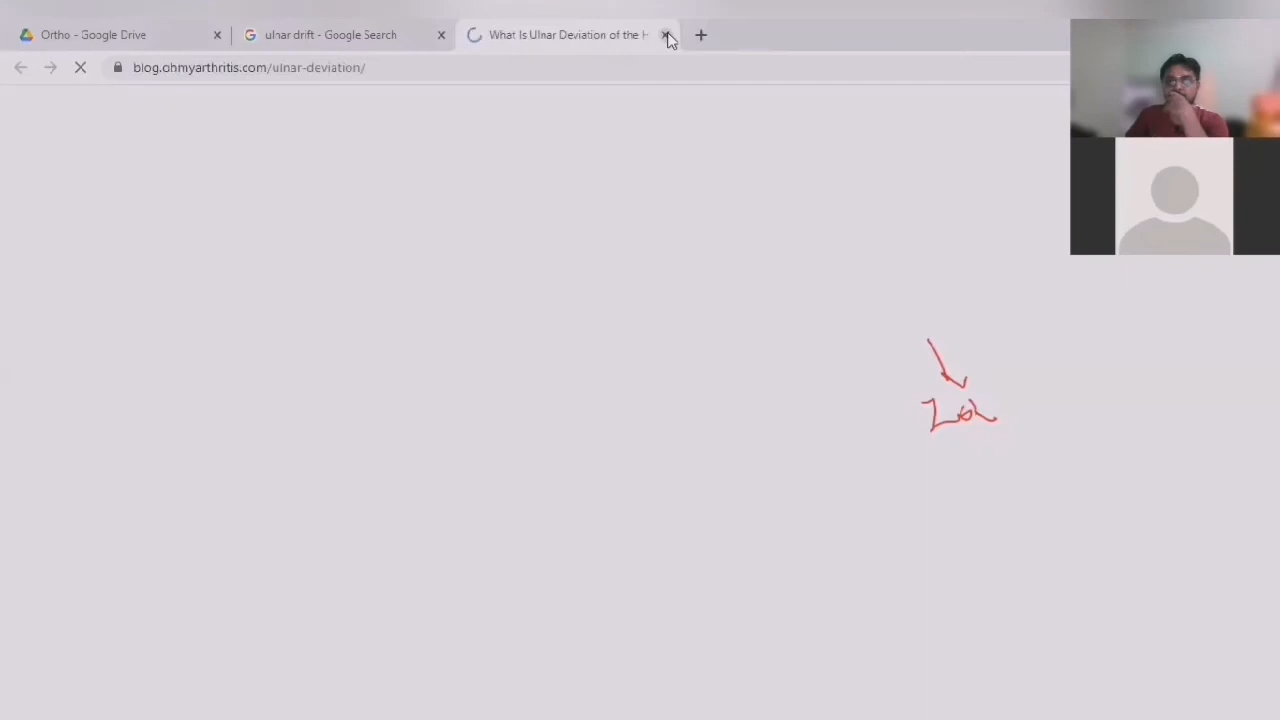 Ortho - Google Drive
ulnar drift - Google Search
What Is Ulnar Deviation of the H
blog.ohmyarthritis.com/ulnar-deviation/